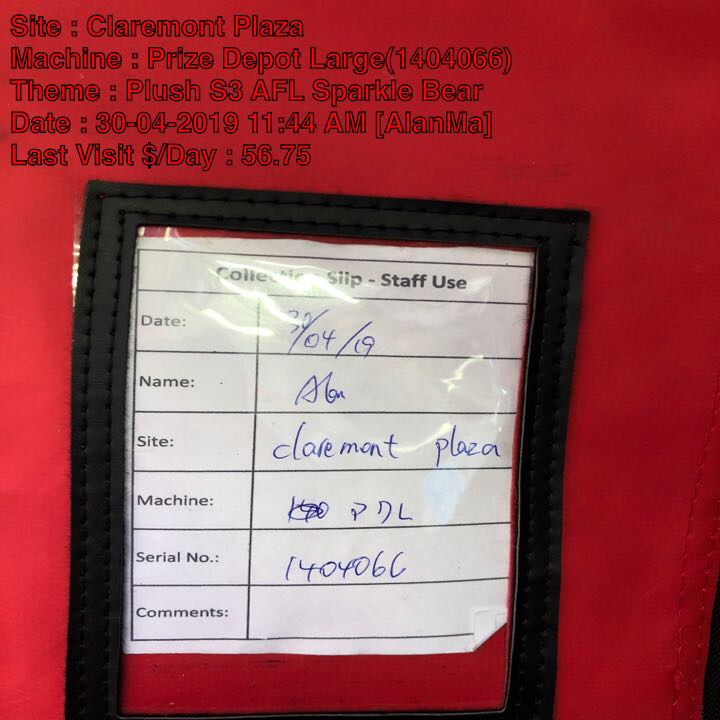 Site : Claremont Plaza
Machine : Prize Depot Large(1404066)
Theme : Plush S3 AFL Sparkle Bear
Date : 30-04-2019 11:44 AM [AlanMa]
Last Visit $/Day : 56.75
Collection Slip - Staff Use
Date: 30/04/19
Name: Alan
Site: claremont plaza
Machine: PDL
Serial No.: 1404066
Comments: